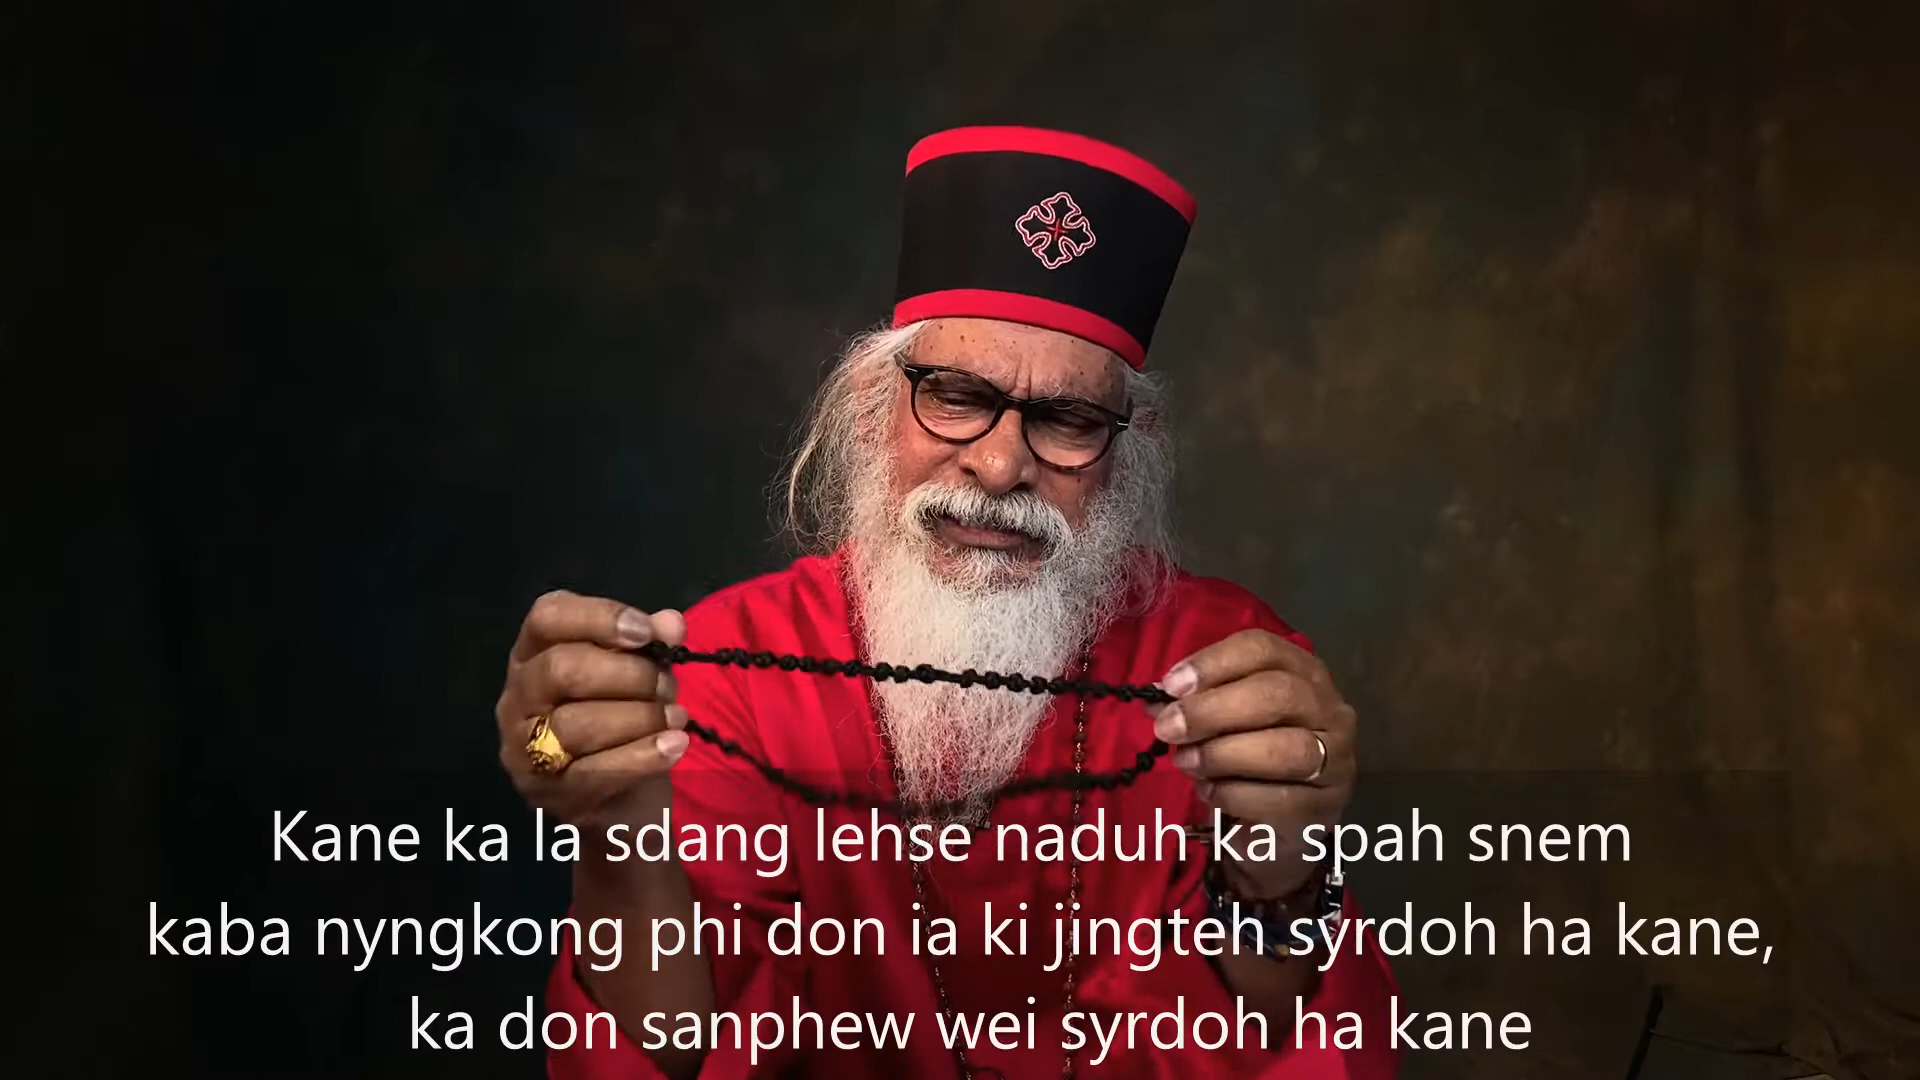 Kane ka la sdang lehse naduh ka spah snem
kaba nyngkong phi don ia ki jingteh syrdoh ha kane,
ka don sanphew wei syrdoh ha kane